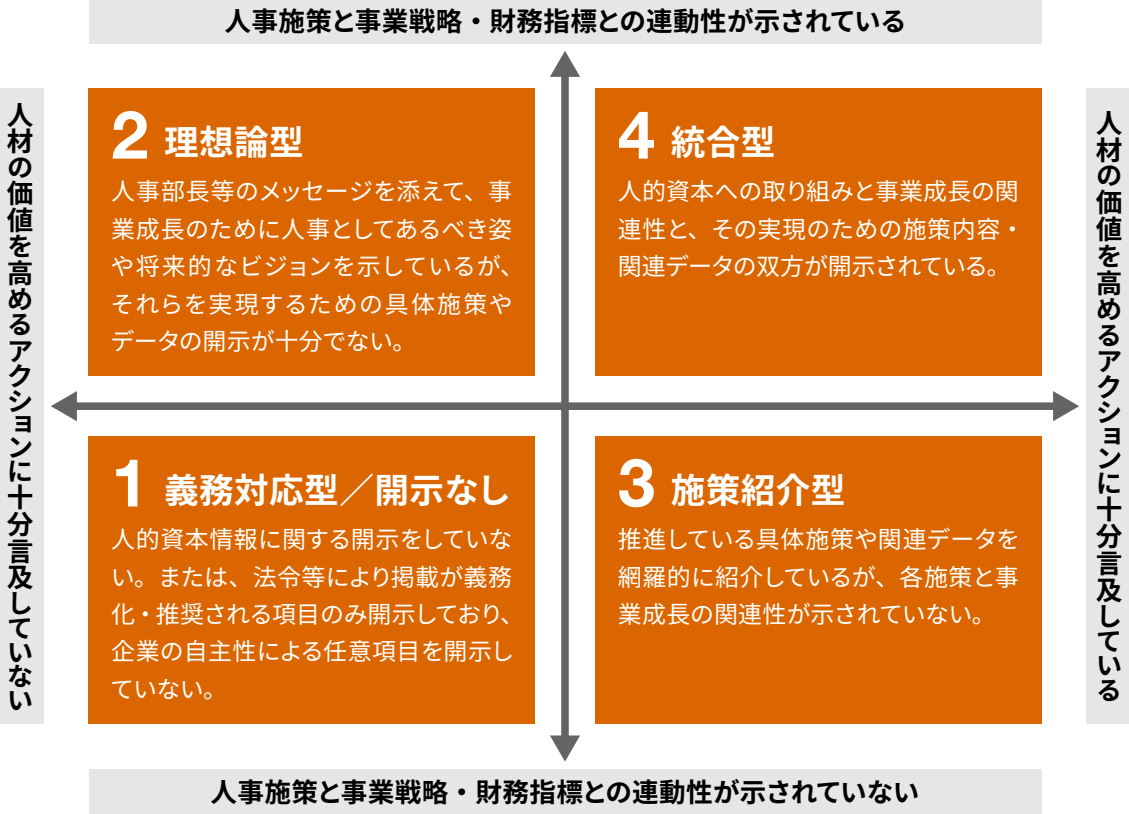 人事施策と事業戦略・財務指標との連動性が示されている
人材の価値を高めるアクションに十分言及していない
2 理想論型
人事部長等のメッセージを添えて、事
業成長のために人事としてあるべき姿
や将来的なビジョンを示しているが、
それらを実現するための具体施策や
データの開示が十分でない。
4 統合型
人的資本への取り組みと事業成長の関
連性と、その実現のための施策内容・
関連データの双方が開示されている。
1 義務対応型／開示なし
人的資本情報に関する開示をしていな
い。または、法令等により掲載が義務
化・推奨される項目のみ開示しており、
企業の自主性による任意項目を開示し
ていない。
3 施策紹介型
推進している具体施策や関連データを
網羅的に紹介しているが、各施策と事
業成長の関連性が示されていない。
人材の価値を高めるアクションに十分言及している
人事施策と事業戦略・財務指標との連動性が示されていない